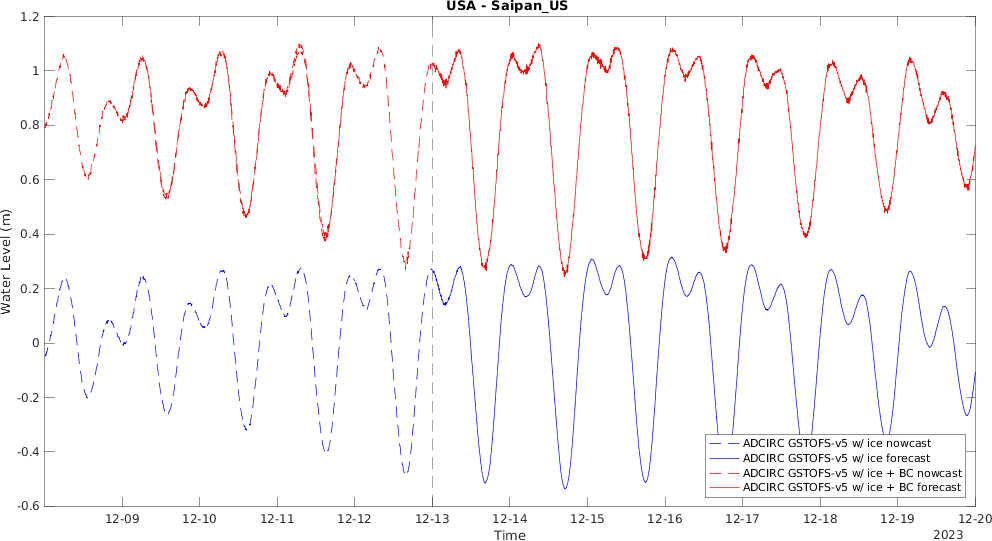 USA - Saipan_US
1.2
1
0.8
0.6
0.4
0.2
0
-0.2
-0.4
-0.6
Water Level (m)
ADCIRC GSTOFS-v5 w/ ice nowcast
ADCIRC GSTOFS-v5 w/ ice forecast
ADCIRC GSTOFS-v5 w/ ice + BC nowcast
ADCIRC GSTOFS-v5 w/ ice + BC forecast
12-09 12-10 12-11 12-12 12-13 12-14 12-15 12-16 12-17 12-18 12-19 12-20
Time
2023